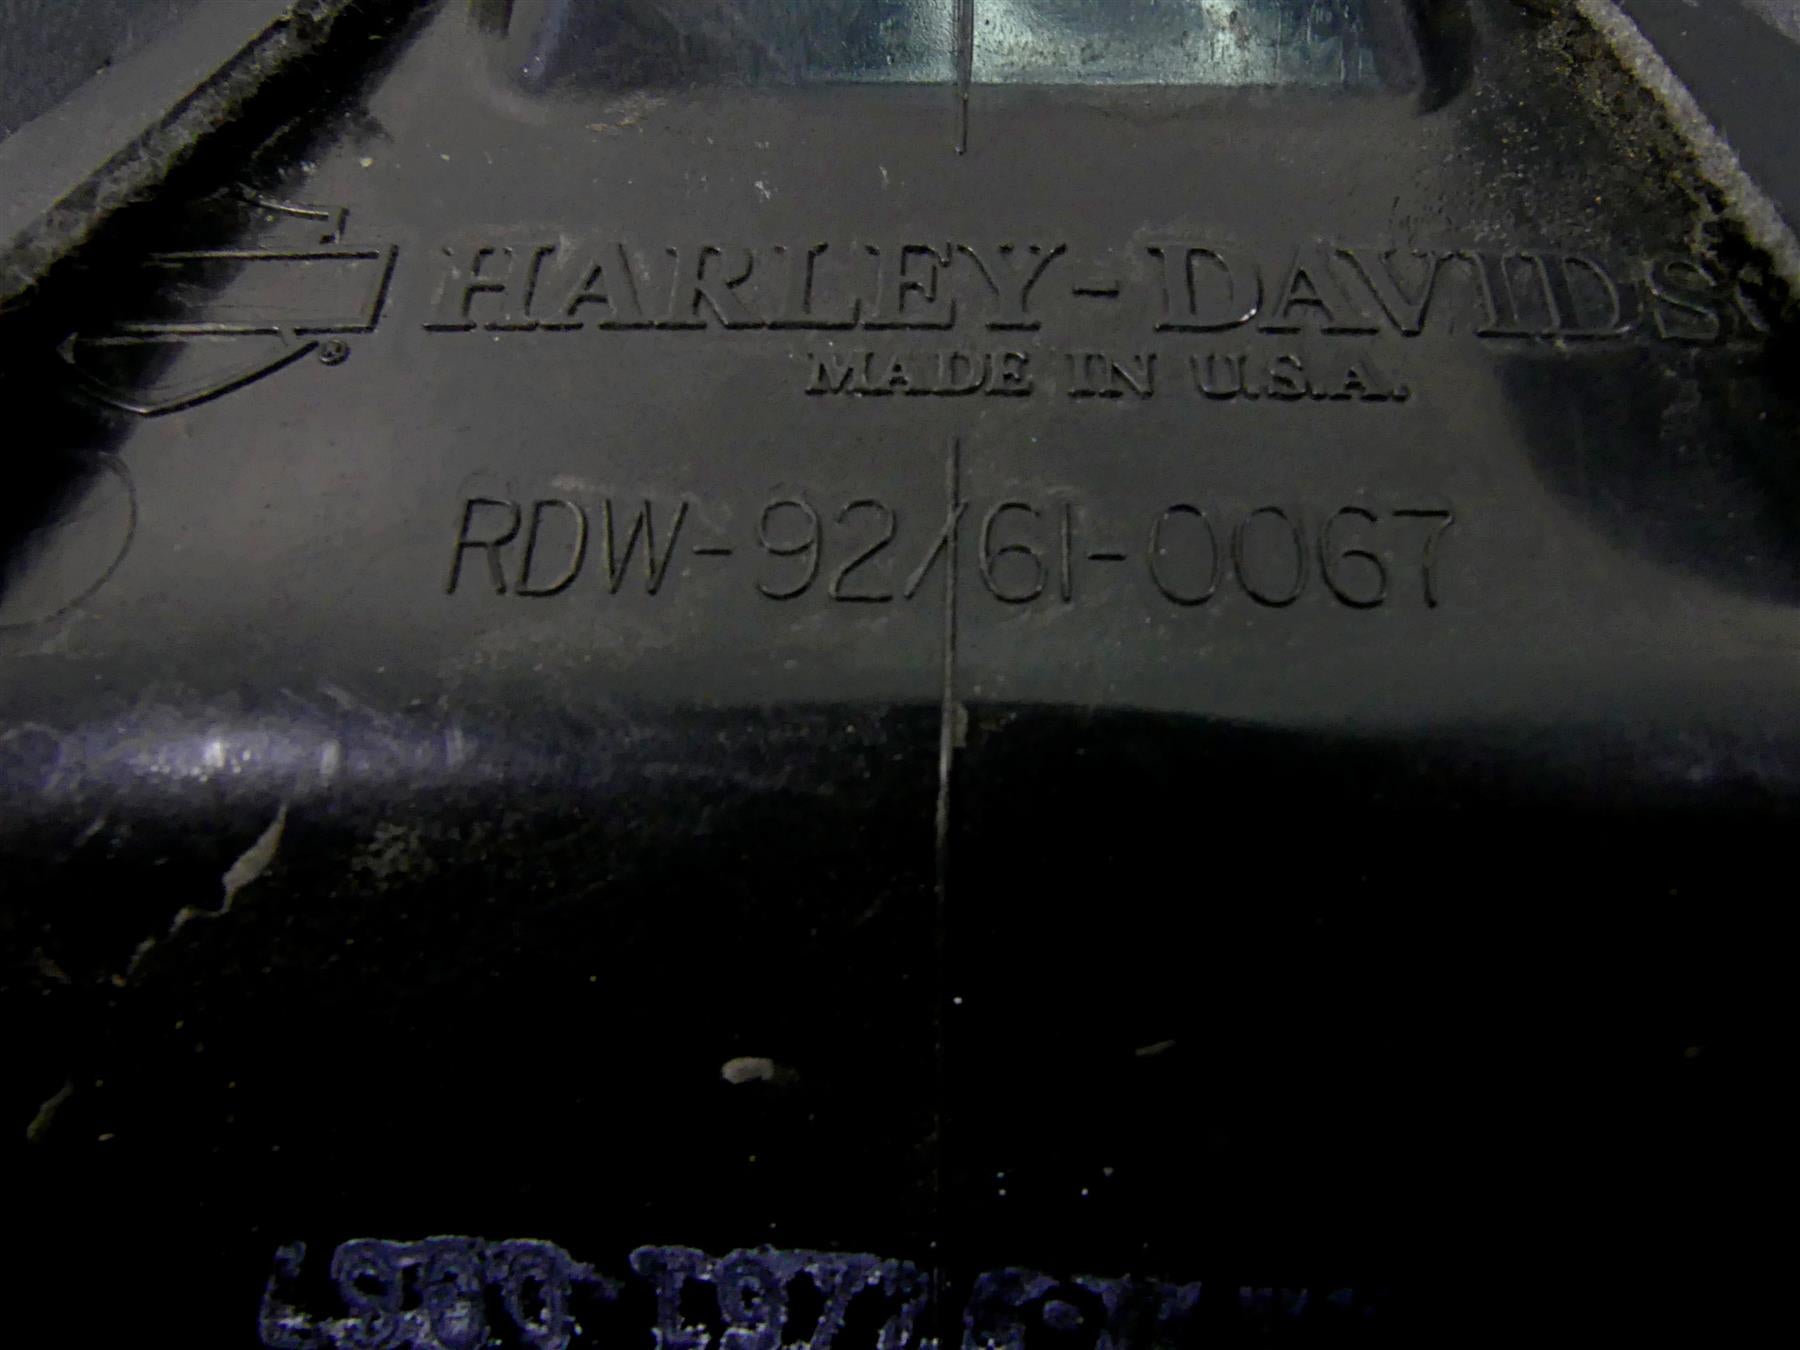 ® HARLEY-DAVIDS
MADE IN U.S.A.
RDW-92/61-0067